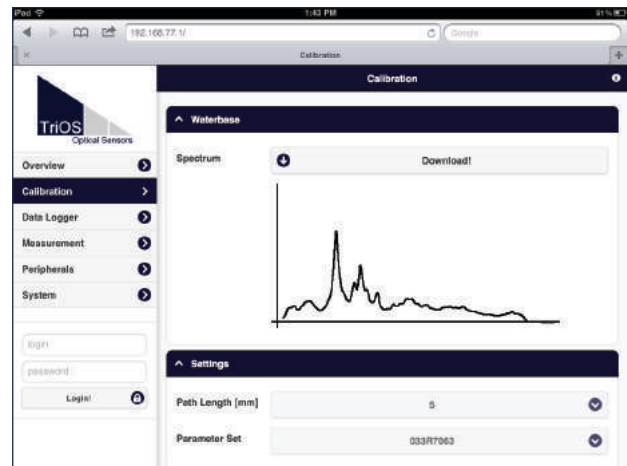 iPad 1:43 PM 91%
192.168.77.1/ Google
Calibration
Calibration
TriOS
Optical Sensors
Overview
Calibration
Data Logger
Measurement
Peripherals
System
login
password
Login!
Waterbase
Spectrum Download!
Settings
Path Length [mm] 5
Parameter Set 033R7063